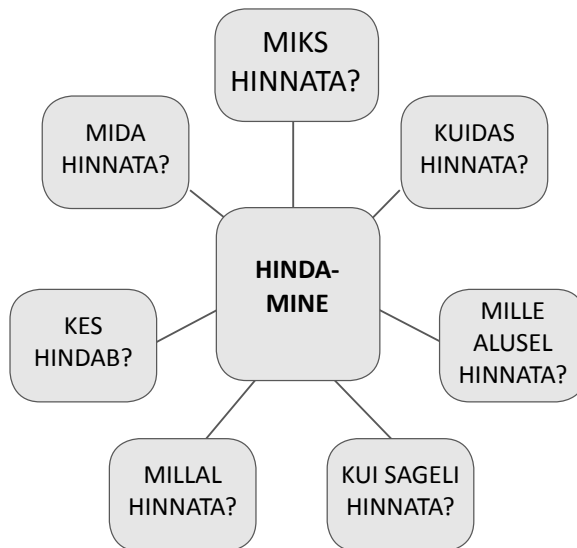 MIKS
HINNATA?
MIDA
HINNATA?
KUIDAS
HINNATA?
HINDA-
MINE
KES
HINDAB?
MILLE
ALUSEL
HINNATA?
MILLAL
HINNATA?
KUI SAGELI
HINNATA?